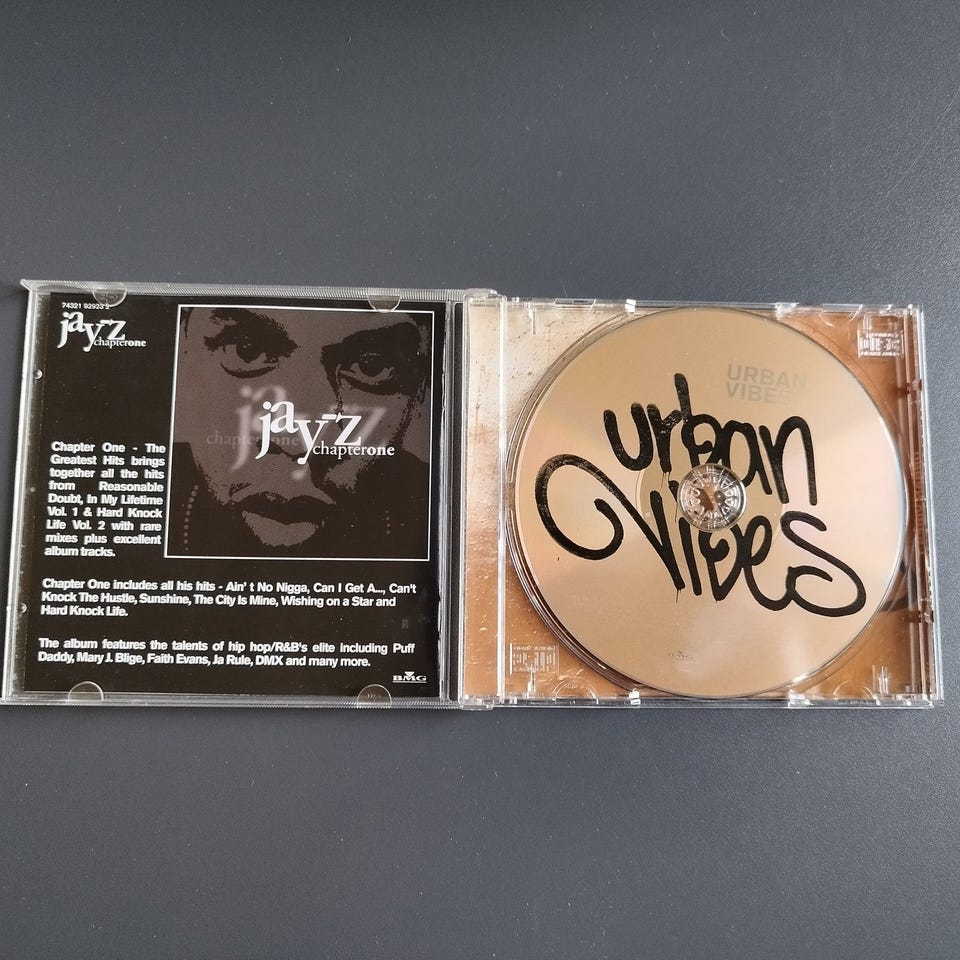 74321 92923 2
jay-z
chapterone
Chapter One - The
Greatest Hits brings
together all the hits
from Reasonable
Doubt, In My Lifetime
Vol. 1 & Hard Knock
Life Vol. 2 with rare
mixes plus excellent
album tracks.
jay-z
chapterone
Chapter One includes all his hits - Ain' t No Nigga, Can I Get A..., Can't
Knock The Hustle, Sunshine, The City Is Mine, Wishing on a Star and
Hard Knock Life.
The album features the talents of hip hop/R&B's elite including Puff
Daddy, Mary J. Blige, Faith Evans, Ja Rule, DMX and many more.
BMG
URBAN
VIBES
urban
Vibes
BMG